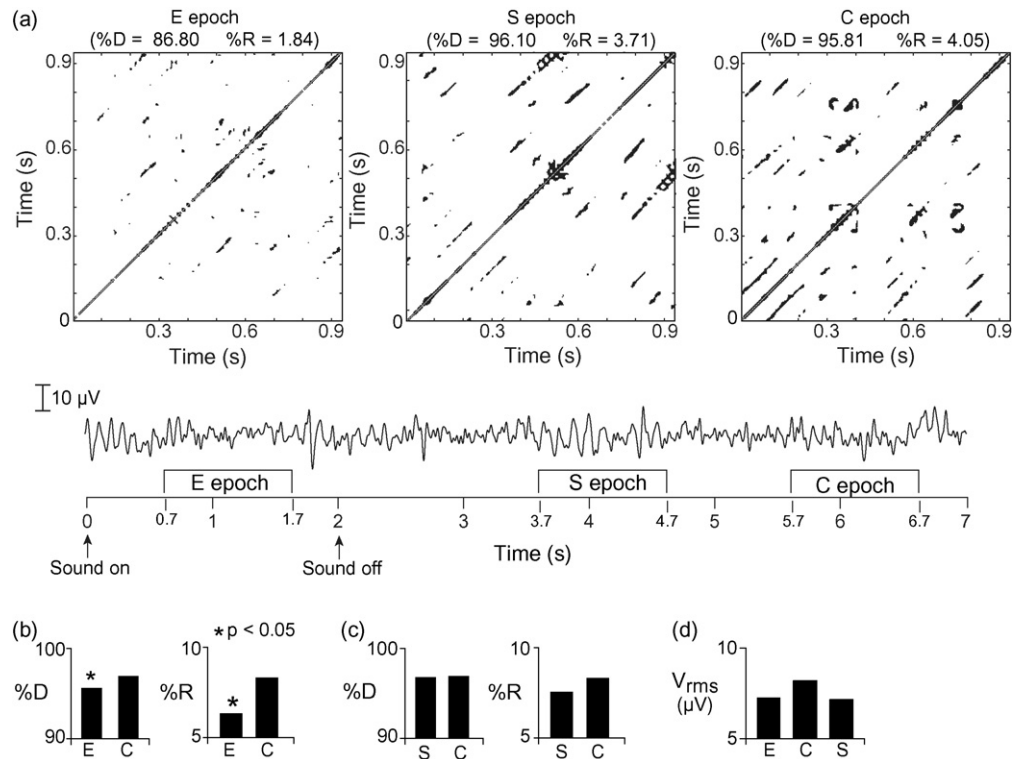 (a)
E epoch
(%D = 86.80 %R = 1.84)
S epoch
(%D = 96.10 %R = 3.71)
C epoch
(%D = 95.81 %R = 4.05)
Time (s)
0.9
0.6
0.3
0
0.3 0.6 0.9
Time (s)
Time (s)
0.9
0.6
0.3
0
0.3 0.6 0.9
Time (s)
Time (s)
0.9
0.6
0.3
0
0.3 0.6 0.9
Time (s)
10 µV
E epoch
S epoch
C epoch
0 0.7 1 1.7 2 3 3.7 4 4.7 5 5.7 6 6.7 7
Time (s)
Sound on
Sound off
(b)
* p < 0.05
%D
100
90
*
E C
%R
10
5
*
E C
(c)
%D
100
90
S C
%R
10
5
S C
(d)
Vrms
(µV)
10
5
E C S